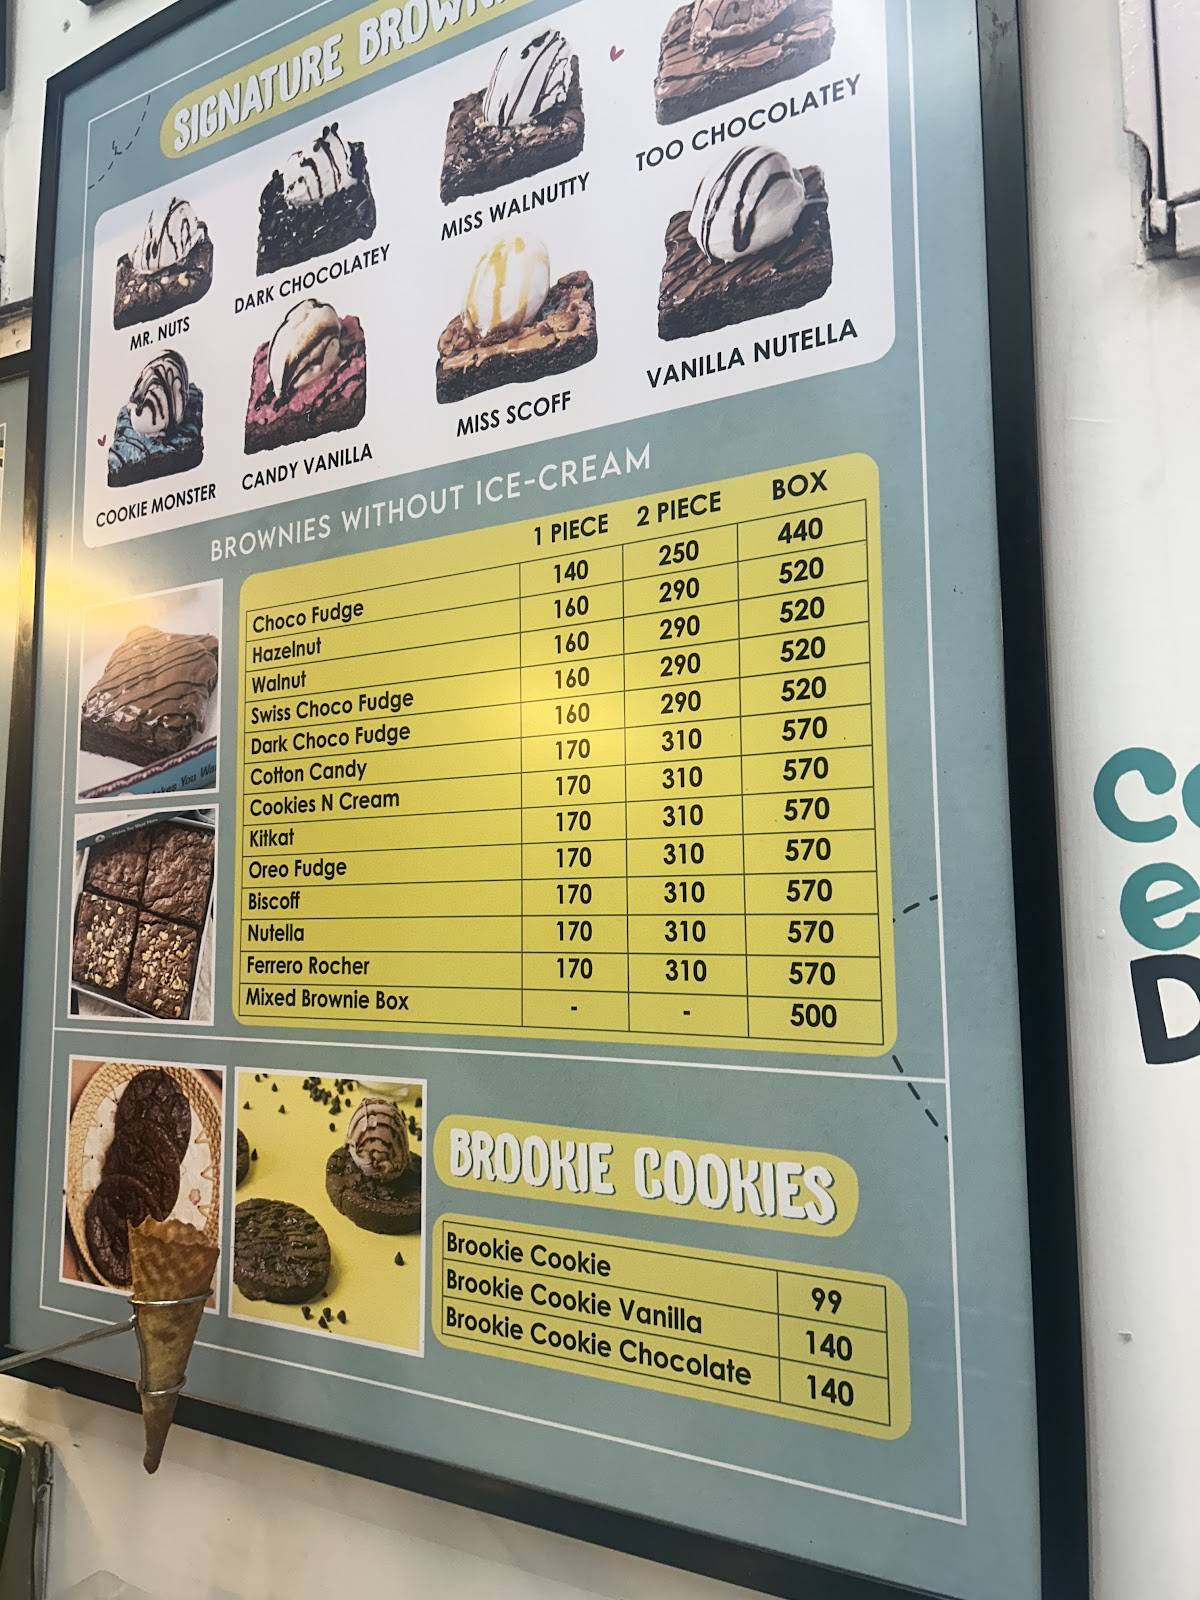 SIGNATURE
TOO CHOCOLATEY
MISS WALNUTTY
DARK CHOCOLATEY
MR. NUTS
VANILLA NUTELLA
MISS SCOFF
CANDY VANILLA
COOKIE MONSTER
BROWNIES WITHOUT ICE-CREAM
1 PIECE 2 PIECE BOX
Choco Fudge 140 250 440
Hazelnut 160 290 520
Walnut 160 290 520
Swiss Choco Fudge 160 290 520
Dark Choco Fudge 160 290 520
Cotton Candy 170 310 570
Cookies N Cream 170 310 570
Kitkat 170 310 570
Oreo Fudge 170 310 570
Biscoff 170 310 570
Nutella 170 310 570
Ferrero Rocher 170 310 570
Mixed Brownie Box - - 500
BROOKIE COOKIES
Brookie Cookie 99
Brookie Cookie Vanilla 140
Brookie Cookie Chocolate 140